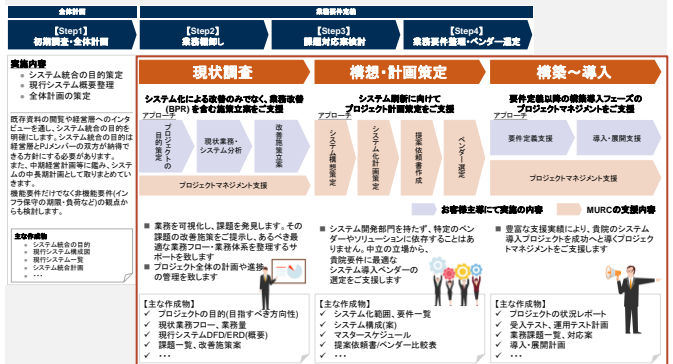 全体計画
業務要件定義
【Step1】
初期調査・全体計画
【Step2】
業務棚卸し
【Step3】
課題対応案検討
【Step4】
業務要件整理・ベンダー選定
実施内容
システム統合の目的策定
現行システム概要整理
全体計画の策定
既存資料の閲覧や経営層へのインタ
ビューを通し、システム統合の目的を
明確にします。システム統合の目的は
経営層とPJメンバーの双方が納得で
きる方針にする必要があります。
また、中期経営計画等に鑑み、システ
ムの中長期計画として取りまとめてい
きます。
機能要件だけでなく非機能要件(イン
フラ保守の期限・負荷など)の観点か
らも検討します。
主な作成物
システム統合の目的
現行システム構成図
現行システム一覧
システム統合計画
・・・
現状調査
システム化による改善のみでなく、業務改善
(BPR)を含む施策立案をご支援
アプローチ
プロジェクトの
目的策定
現状業務・
システム分析
改善
施策立案
プロジェクトマネジメント支援
構想・計画策定
システム刷新に向けて
プロジェクト計画策定をご支援
アプローチ
システム構想策定
システム化計画策定
提案依頼書作成
ベンダー選定
構築～導入
要件定義以降の構築導入フェーズの
プロジェクトマネジメントをご支援
アプローチ
要件定義支援
導入・展開支援
プロジェクトマネジメント支援
お客様主導にて実施の内容
MURCの支援内容
■ 業務を可視化し、課題を発見します。その
課題の改善施策をご提示し、あるべき最
適な業務フロー・業務体系を整理するサ
ポートを致します
■ プロジェクト全体の計画や進捗
の管理を致します
■ システム開発部門を持たず、特定のベン
ダーやソリューションに依存することはあ
りません。中立の立場から、
貴院要件に最適な
システム導入ベンダーの
選定をご支援します
■ 豊富な支援実績により、貴院のシステム
導入プロジェクトを成功へと導くプロジェク
トマネジメントをご支援します
【主な作成物】
✓ プロジェクトの目的(目指すべき方向性)
✓ 現状業務フロー、業務量
✓ 現行システムDFD/ERD(概要)
✓ 課題一覧、改善施策案
✓ ・・・
【主な作成物】
✓ システム化範囲、要件一覧
✓ システム構成(案)
✓ マスタースケジュール
✓ 提案依頼書/ベンダー比較表
✓ ・・・
【主な作成物】
✓ プロジェクトの状況レポート
✓ 受入テスト、運用テスト計画
✓ 業務課題一覧、対応案
✓ 導入・展開計画
✓ ・・・